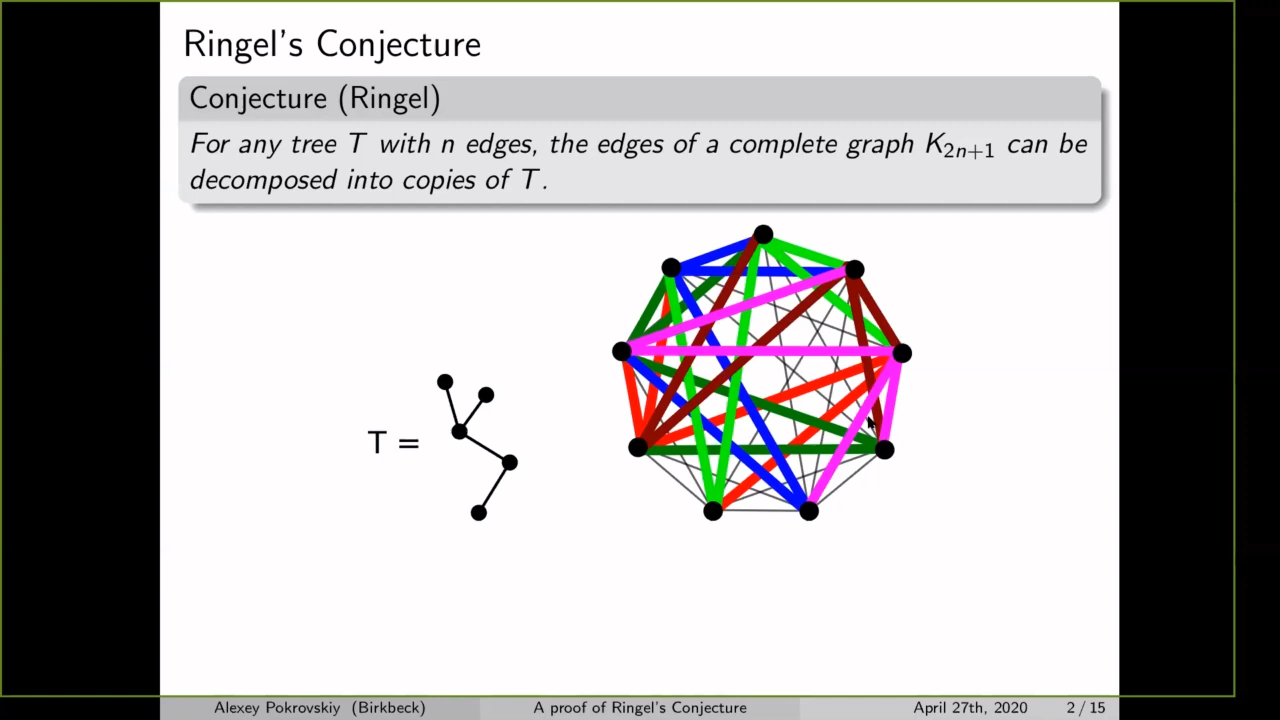 Ringel's Conjecture
Conjecture (Ringel)
For any tree T with n edges, the edges of a complete graph K₂ₙ₊₁ can be
decomposed into copies of T.
T =
Alexey Pokrovskiy (Birkbeck) A proof of Ringel's Conjecture April 27th, 2020 2 / 15